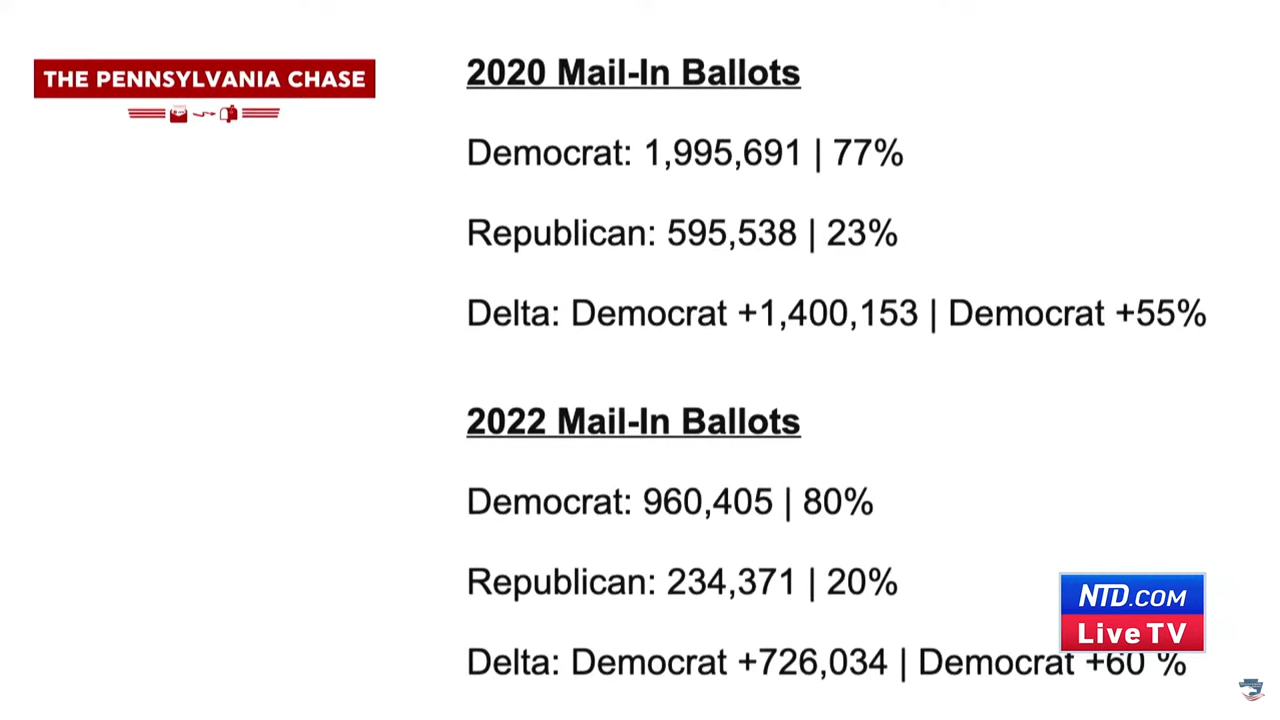 THE PENNSYLVANIA CHASE
2020 Mail-In Ballots
Democrat: 1,995,691 | 77%
Republican: 595,538 | 23%
Delta: Democrat +1,400,153 | Democrat +55%
2022 Mail-In Ballots
Democrat: 960,405 | 80%
Republican: 234,371 | 20%
Delta: Democrat +726,034 | Democrat +60 %
NTD.COM
Live TV